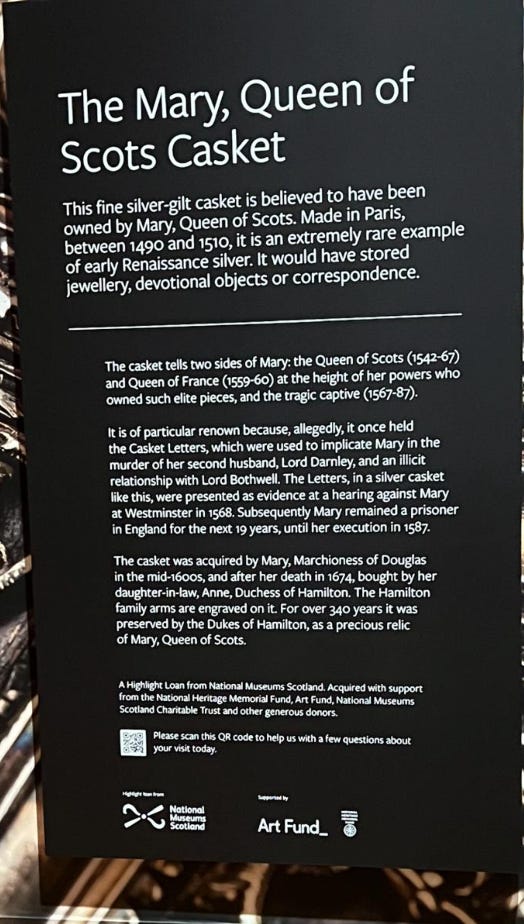 The Mary, Queen of
Scots Casket
This fine silver-gilt casket is believed to have been
owned by Mary, Queen of Scots. Made in Paris,
between 1490 and 1510, it is an extremely rare example
of early Renaissance silver. It would have stored
jewellery, devotional objects or correspondence.
The casket tells two sides of Mary: the Queen of Scots (1542-67)
and Queen of France (1559-60) at the height of her powers who
owned such elite pieces, and the tragic captive (1567-87).
It is of particular renown because, allegedly, it once held
the Casket Letters, which were used to implicate Mary in the
murder of her second husband, Lord Darnley, and an illicit
relationship with Lord Bothwell. The Letters, in a silver casket
like this, were presented as evidence at a hearing against Mary
at Westminster in 1568. Subsequently Mary remained a prisoner
in England for the next 19 years, until her execution in 1587.
The casket was acquired by Mary, Marchioness of Douglas
in the mid-1600s, and after her death in 1674, bought by her
daughter-in-law, Anne, Duchess of Hamilton. The Hamilton
family arms are engraved on it. For over 340 years it was
preserved by the Dukes of Hamilton, as a precious relic
of Mary, Queen of Scots.
A Highlight Loan from National Museums Scotland. Acquired with support
from the National Heritage Memorial Fund, Art Fund, National Museums
Scotland Charitable Trust and other generous donors.
Please scan this QR code to help us with a few questions about
your visit today.
Highlight loan from
National
Museums
Scotland
Supported by
Art Fund_